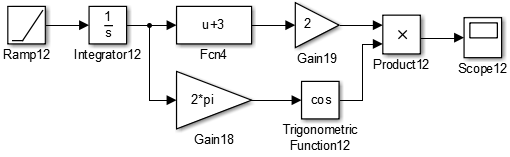 1
s
u+3
2
×
Ramp12
Integrator12
Fcn4
Gain19
Product12
Scope12
2*pi
cos
Gain18
Trigonometric
Function12